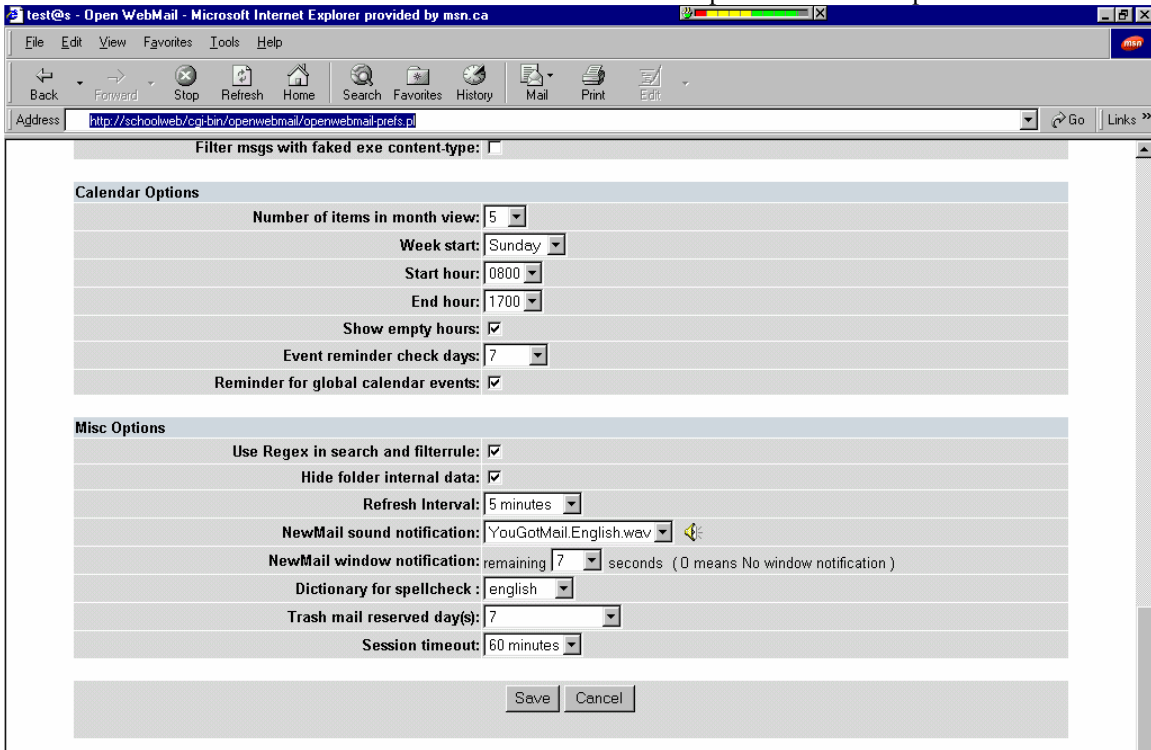 test@s - Open WebMail - Microsoft Internet Explorer provided by msn.ca
File Edit View Favorites Tools Help
msn
Back Forward Stop Refresh Home Search Favorites History Mail Print Edit
Address http://schoolweb/cgi-bin/openwebmail/openwebmail-prefs.pl Go Links »
Filter msgs with faked exe content-type:
Calendar Options
Number of items in month view: 5
Week start: Sunday
Start hour: 0800
End hour: 1700
Show empty hours:
Event reminder check days: 7
Reminder for global calendar events:
Misc Options
Use Regex in search and filterrule:
Hide folder internal data:
Refresh Interval: 5 minutes
NewMail sound notification: YouGotMail.English.wav
NewMail window notification: remaining 7 seconds ( 0 means No window notification )
Dictionary for spellcheck : english
Trash mail reserved day(s): 7
Session timeout: 60 minutes
Save Cancel